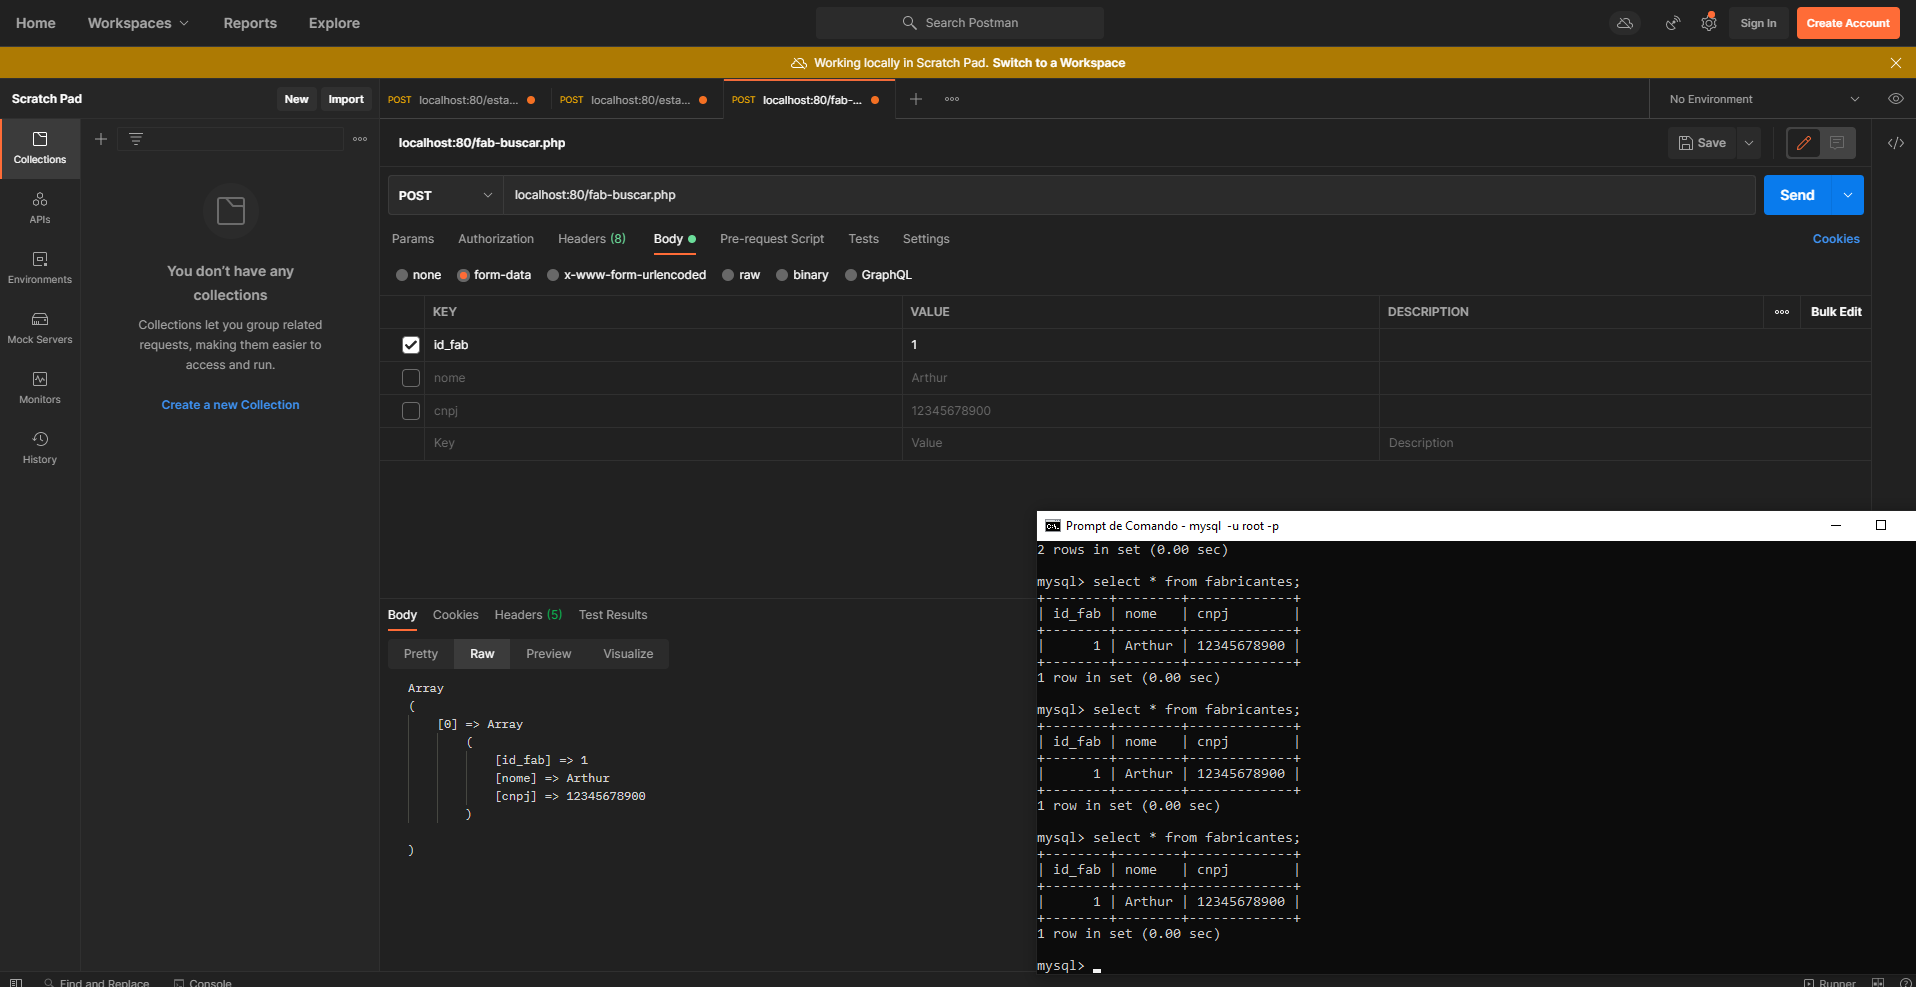 Home Workspaces Reports Explore Search Postman Sign In Create Account
Working locally in Scratch Pad. Switch to a Workspace
Scratch Pad New Import POST localhost:80/esta... POST localhost:80/esta... POST localhost:80/fab-... No Environment
Collections
APIs
Environments
Mock Servers
Monitors
History
You don't have any
collections
Collections let you group related
requests, making them easier to
access and run.
Create a new Collection
localhost:80/fab-buscar.php Save
POST localhost:80/fab-buscar.php Send
Params Authorization Headers (8) Body Pre-request Script Tests Settings Cookies
none form-data x-www-form-urlencoded raw binary GraphQL
KEY VALUE DESCRIPTION Bulk Edit
id_fab 1
nome Arthur
cnpj 12345678900
Key Value Description
Body Cookies Headers (5) Test Results
Pretty Raw Preview Visualize
Array
(
[0] => Array
(
[id_fab] => 1
[nome] => Arthur
[cnpj] => 12345678900
)
)
Prompt de Comando - mysql -u root -p
2 rows in set (0.00 sec)
mysql> select * from fabricantes;
+--------+--------+-------------+
| id_fab | nome   | cnpj        |
+--------+--------+-------------+
|      1 | Arthur | 12345678900 |
+--------+--------+-------------+
1 row in set (0.00 sec)
mysql> select * from fabricantes;
+--------+--------+-------------+
| id_fab | nome   | cnpj        |
+--------+--------+-------------+
|      1 | Arthur | 12345678900 |
+--------+--------+-------------+
1 row in set (0.00 sec)
mysql> select * from fabricantes;
+--------+--------+-------------+
| id_fab | nome   | cnpj        |
+--------+--------+-------------+
|      1 | Arthur | 12345678900 |
+--------+--------+-------------+
1 row in set (0.00 sec)
mysql> _
Find and Replace Console Runner